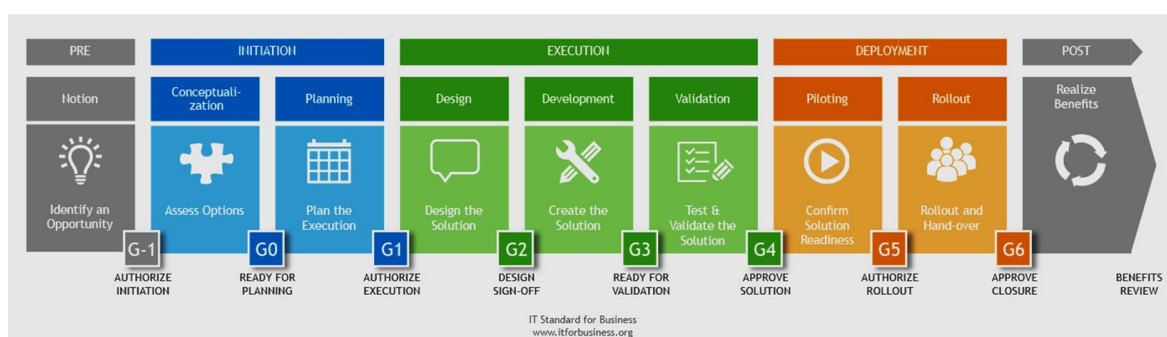 PRE
INITIATION
EXECUTION
DEPLOYMENT
POST
Notion
Conceptuali-
zation
Planning
Design
Development
Validation
Piloting
Rollout
Realize
Benefits
Identify an
Opportunity
Assess Options
Plan the
Execution
Design the
Solution
Create the
Solution
Test &
Validate the
Solution
Confirm
Solution
Readiness
Rollout and
Hand-over
G-1
G0
G1
G2
G3
G4
G5
G6
AUTHORIZE
INITIATION
READY FOR
PLANNING
AUTHORIZE
EXECUTION
DESIGN
SIGN-OFF
READY FOR
VALIDATION
APPROVE
SOLUTION
AUTHORIZE
ROLLOUT
APPROVE
CLOSURE
BENEFITS
REVIEW
IT Standard for Business
www.itforbusiness.org